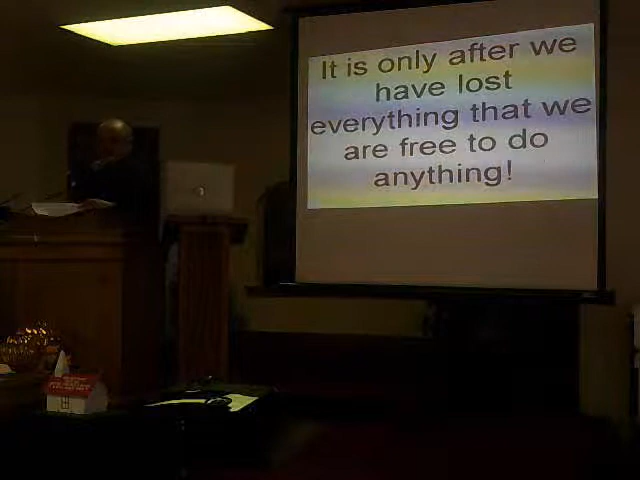 It is only after we
have lost
everything that we
are free to do
anything!